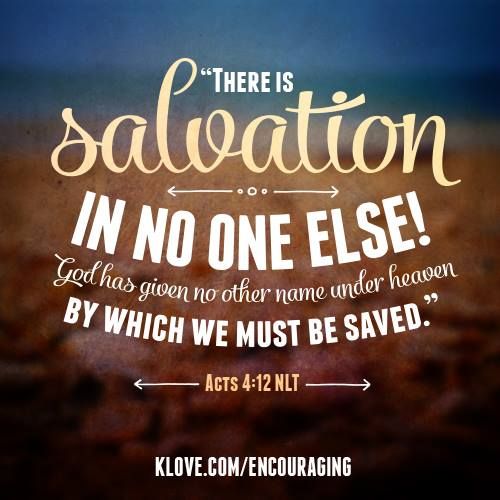 “There is
salvation
in no one else!
God has given no other name under heaven
by which we must be saved.”
Acts 4:12 NLT
KLOVE.COM/ENCOURAGING